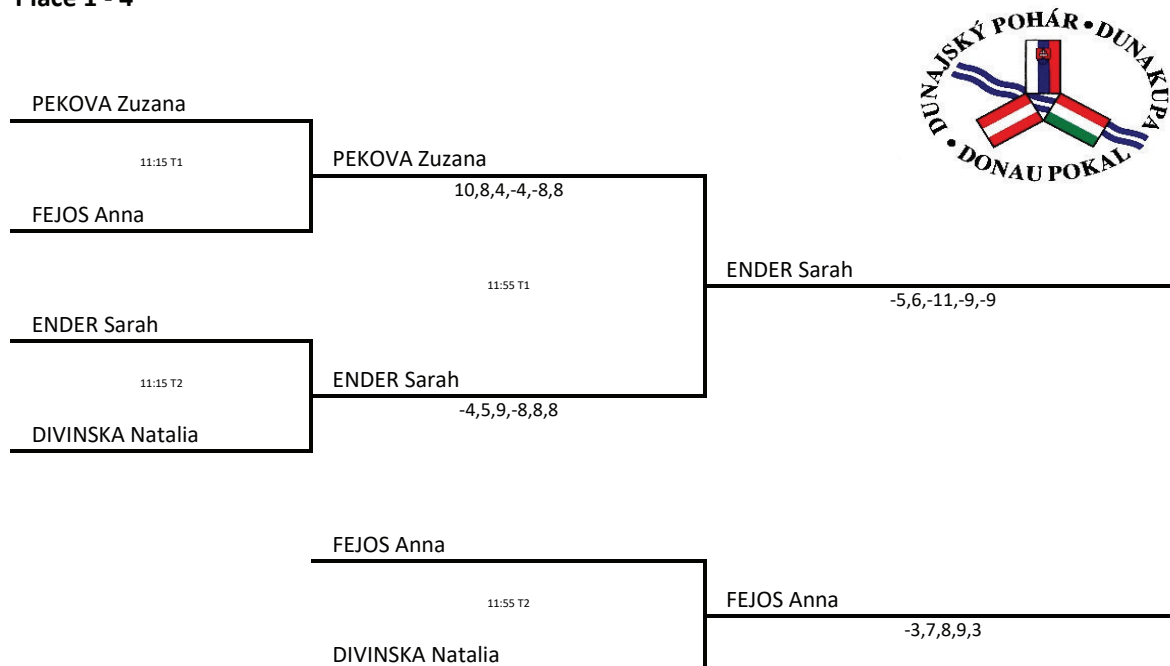 Place 1 - 4
DUNAJSKÝ POHÁR • DUNA KUPA • DONAU POKAL
PEKOVA Zuzana
11:15 T1
PEKOVA Zuzana
10,8,4,-4,-8,8
FEJOS Anna
ENDER Sarah
11:55 T1
-5,6,-11,-9,-9
ENDER Sarah
11:15 T2
ENDER Sarah
-4,5,9,-8,8,8
DIVINSKA Natalia
FEJOS Anna
11:55 T2
FEJOS Anna
-3,7,8,9,3
DIVINSKA Natalia